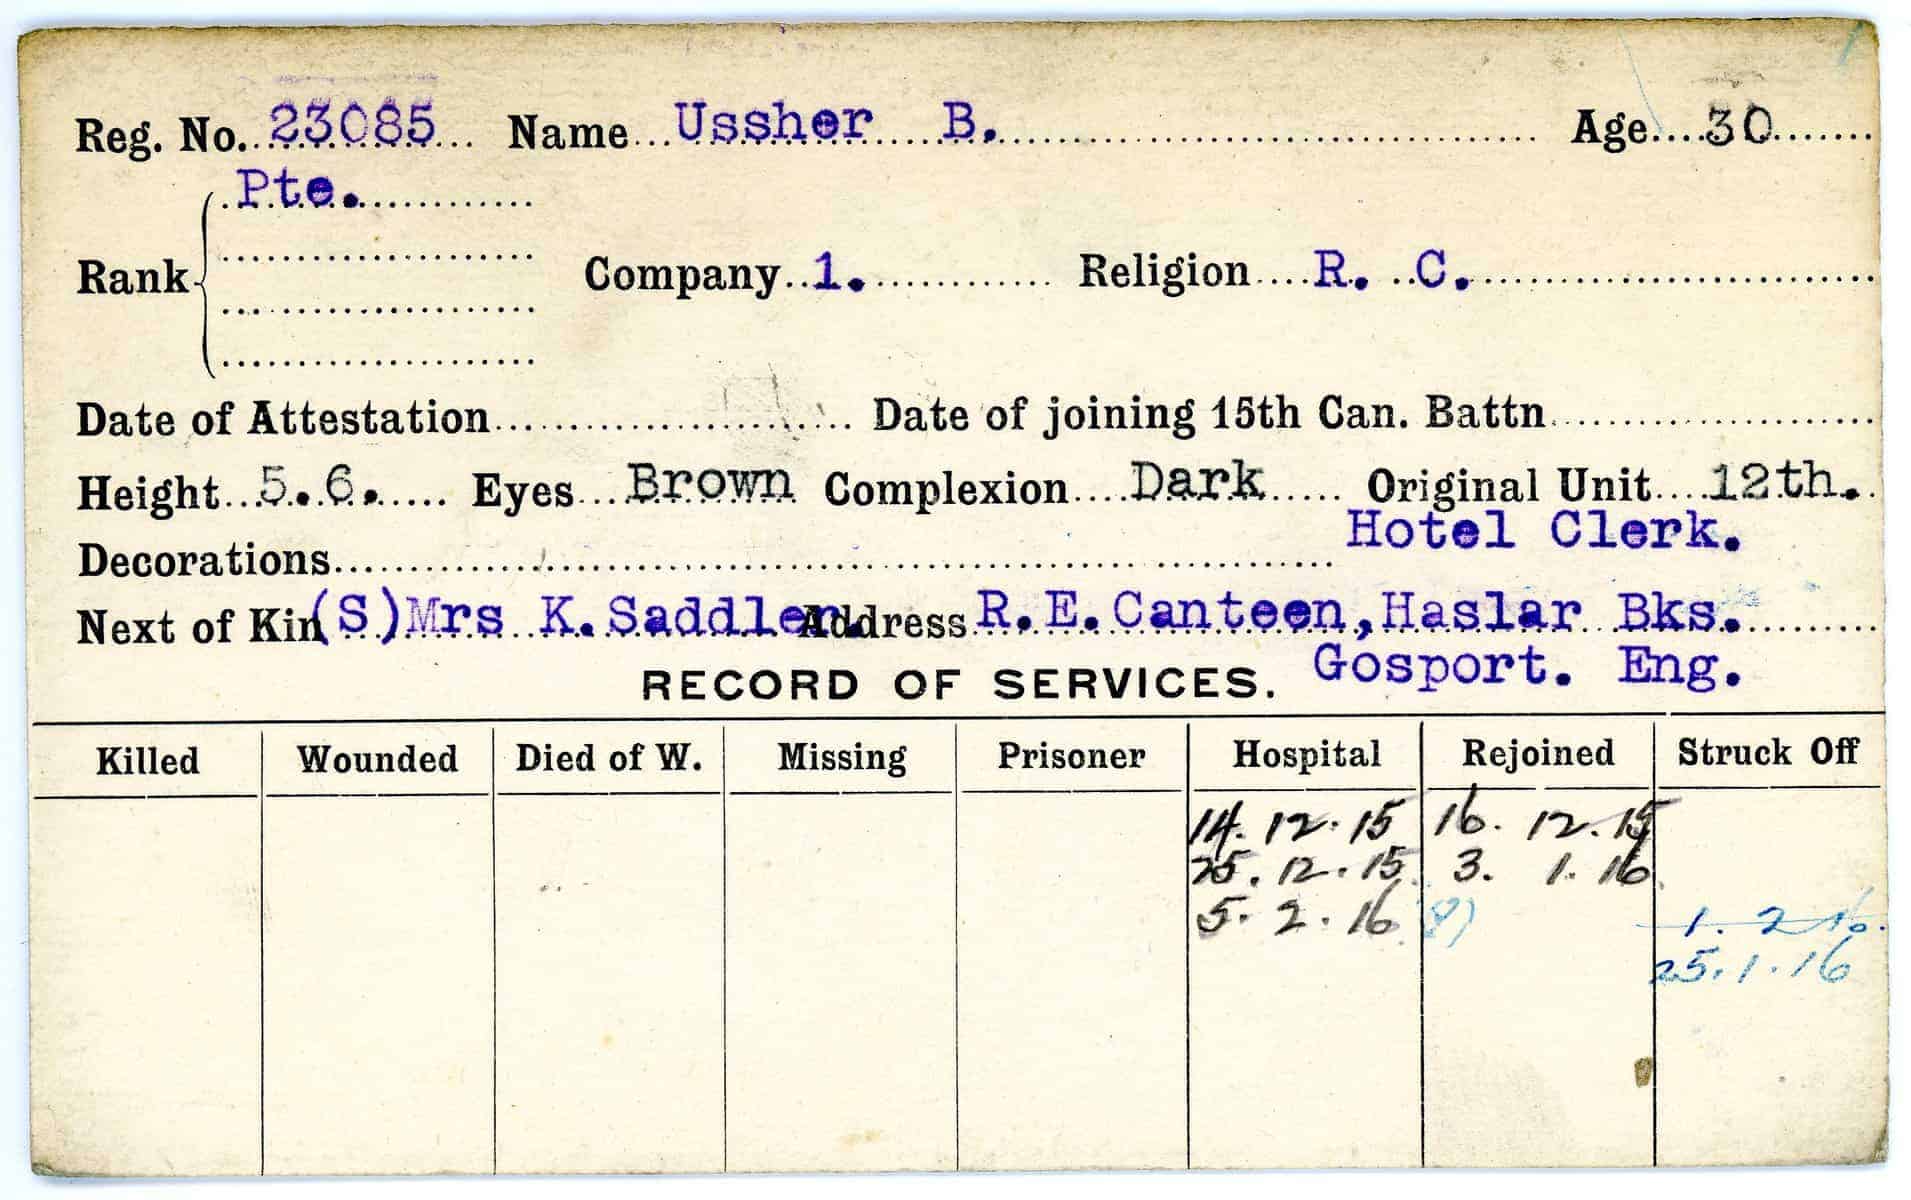 Reg. No. 23085 Name Ussher B. Age 30
Pte.
Rank Company 1. Religion R. C.
Date of Attestation Date of joining 15th Can. Battn
Height 5.6. Eyes Brown Complexion Dark Original Unit 12th.
Hotel Clerk.
Decorations
Next of Kin (S) Mrs K. Saddler. Address R.E. Canteen, Haslar Bks.
RECORD OF SERVICES. Gosport. Eng.
Killed Wounded Died of W. Missing Prisoner Hospital Rejoined Struck Off
14. 12. 15 16. 12. 15
25. 12. 15 3. 1. 16
5. 2. 16 1. 2 16.
25. 1. 16